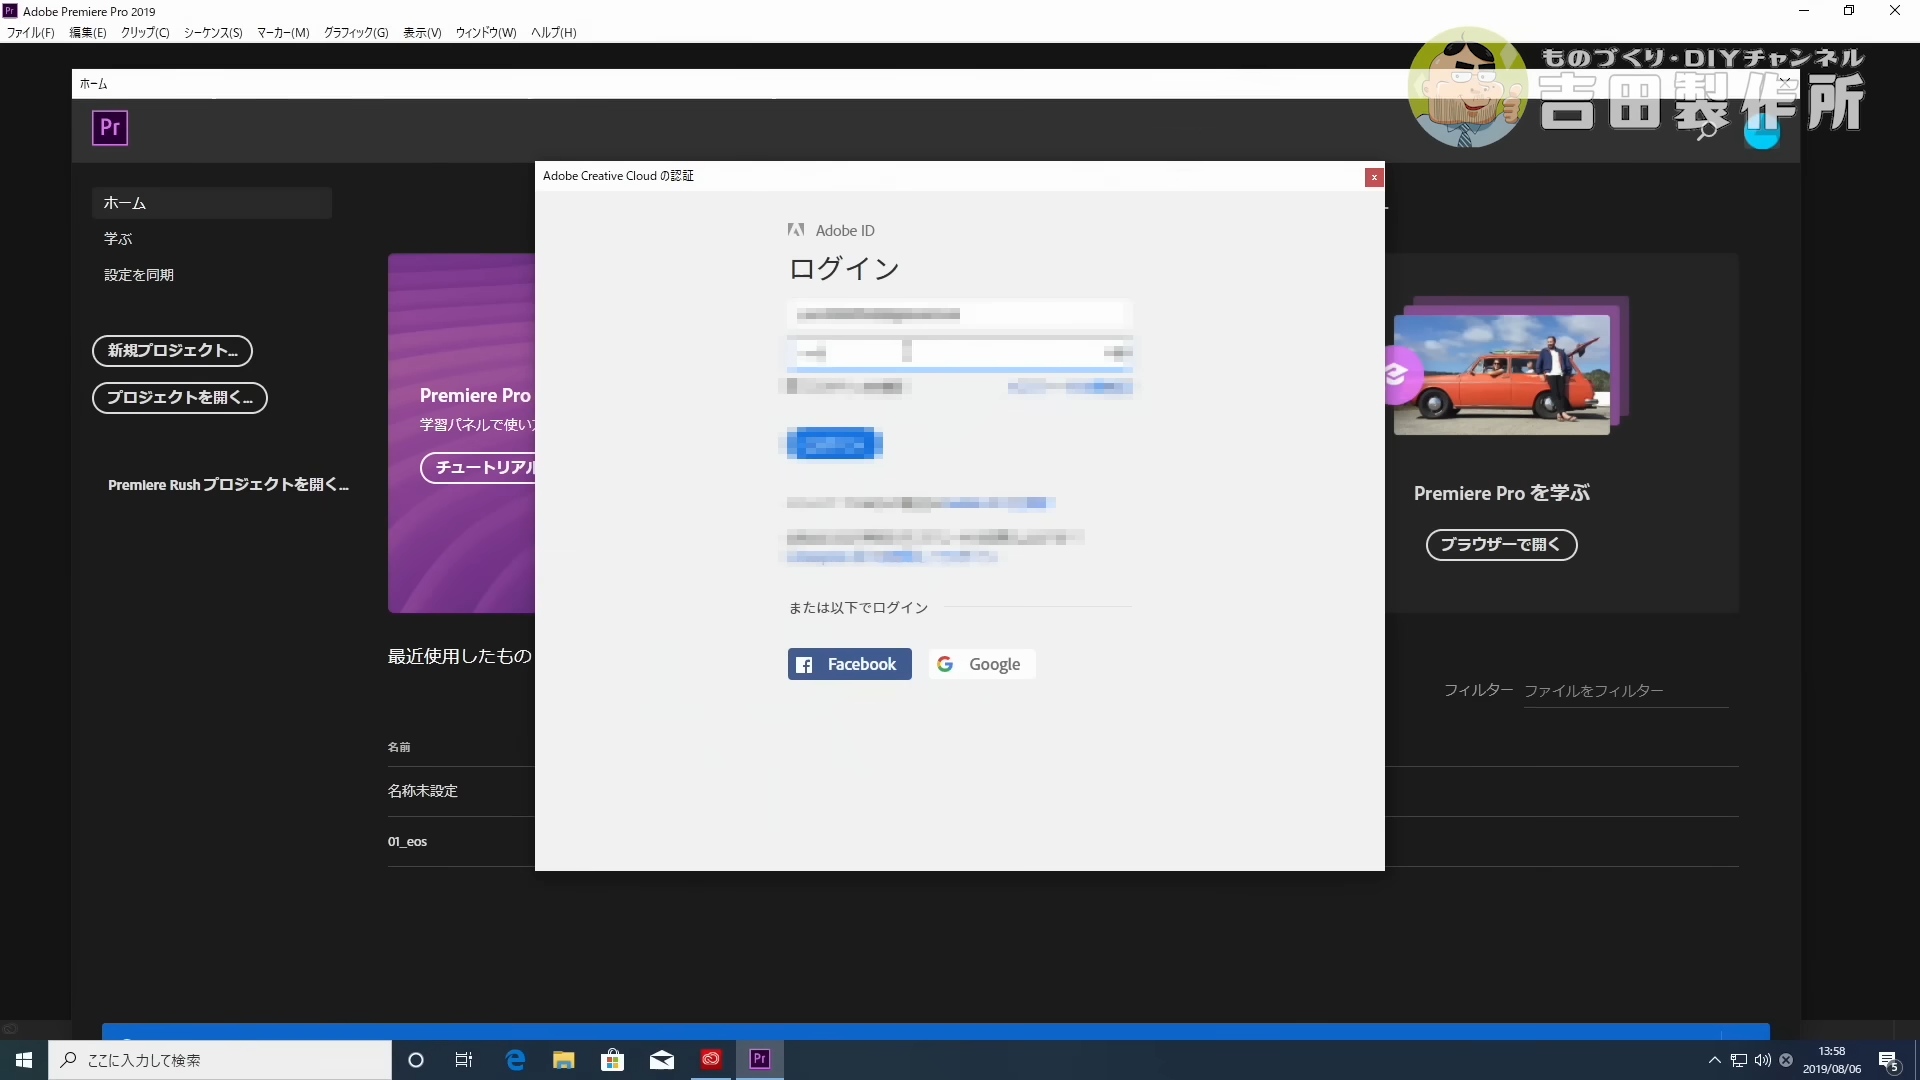 Pr Adobe Premiere Pro 2019
ファイル(F) 編集(E) クリップ(C) シーケンス(S) マーカー(M) グラフィック(G) 表示(V) ウィンドウ(W) ヘルプ(H)
ものづくり・DIYチャンネル
吉田製作所
ホーム
Pr
Adobe Creative Cloud の認証
ホーム
学ぶ
設定を同期
新規プロジェクト...
プロジェクトを開く...
Premiere Rush プロジェクトを開く...
Premiere Pro
学習パネルで使い
チュートリアル
Adobe ID
ログイン
または以下でログイン
Facebook
Google
Premiere Pro を学ぶ
ブラウザーで開く
最近使用したもの
フィルター ファイルをフィルター
名前
名称未設定
01_eos
ここに入力して検索
Pr
13:58
2019/08/06
5